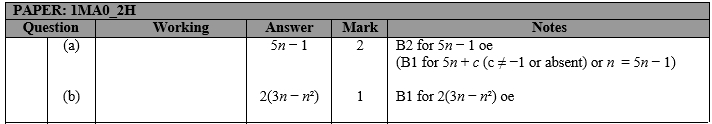 PAPER: 1MA0_2H
Question Working Answer Mark Notes
(a) 5n – 1 2 B2 for 5n – 1 oe
(B1 for 5n + c (c ≠ –1 or absent) or n = 5n – 1)
(b) 2(3n – n²) 1 B1 for 2(3n – n²) oe